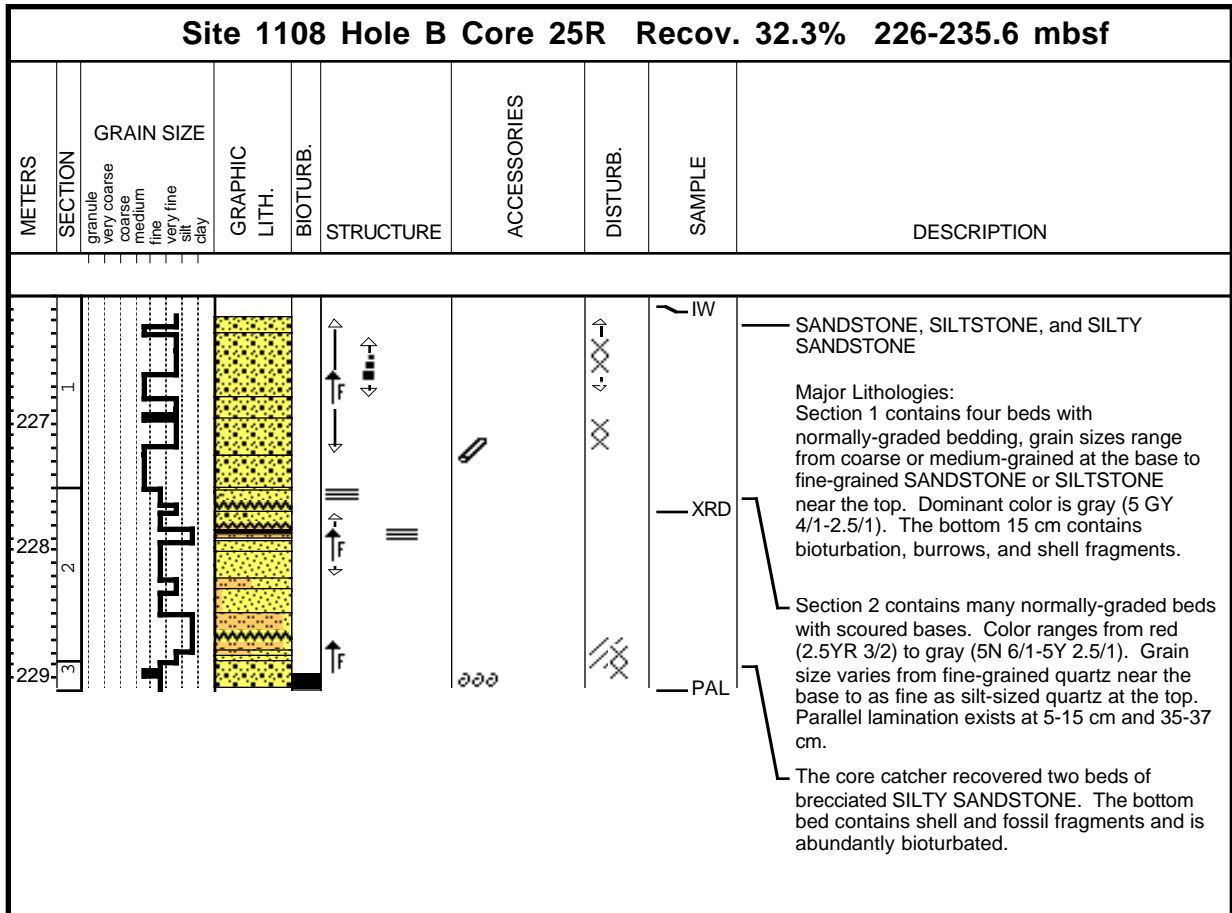 Site 1108 Hole B Core 25R Recov. 32.3% 226-235.6 mbsf
METERS
SECTION
GRAIN SIZE
granule
very coarse
coarse
medium
fine
very fine
silt
clay
GRAPHIC
LITH.
BIOTURB.
STRUCTURE
ACCESSORIES
DISTURB.
SAMPLE
DESCRIPTION
227
228
229
1
2
3
F
F
F
IW
XRD
PAL
SANDSTONE, SILTSTONE, and SILTY
SANDSTONE
Major Lithologies:
Section 1 contains four beds with
normally-graded bedding, grain sizes range
from coarse or medium-grained at the base to
fine-grained SANDSTONE or SILTSTONE
near the top. Dominant color is gray (5 GY
4/1-2.5/1). The bottom 15 cm contains
bioturbation, burrows, and shell fragments.
Section 2 contains many normally-graded beds
with scoured bases. Color ranges from red
(2.5YR 3/2) to gray (5N 6/1-5Y 2.5/1). Grain
size varies from fine-grained quartz near the
base to as fine as silt-sized quartz at the top.
Parallel lamination exists at 5-15 cm and 35-37
cm.
The core catcher recovered two beds of
brecciated SILTY SANDSTONE. The bottom
bed contains shell and fossil fragments and is
abundantly bioturbated.